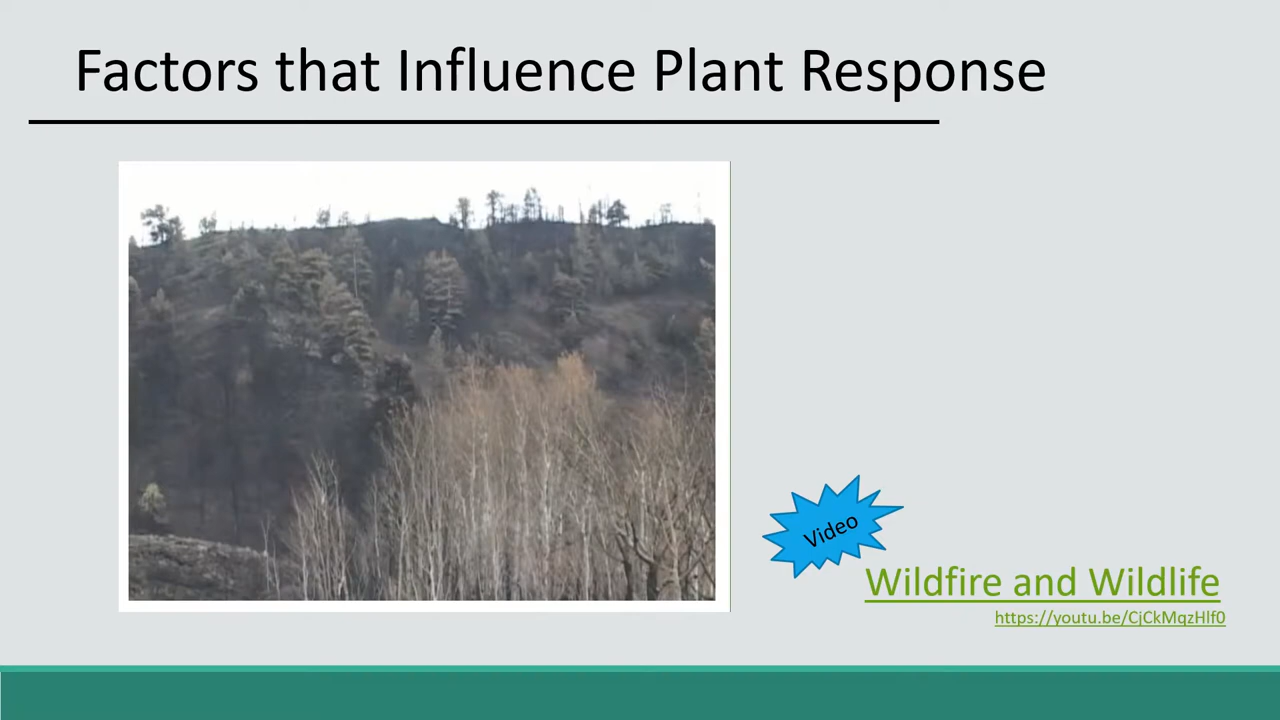 Factors that Influence Plant Response
Video
Wildfire and Wildlife
https://youtu.be/CjCkMqzHlf0